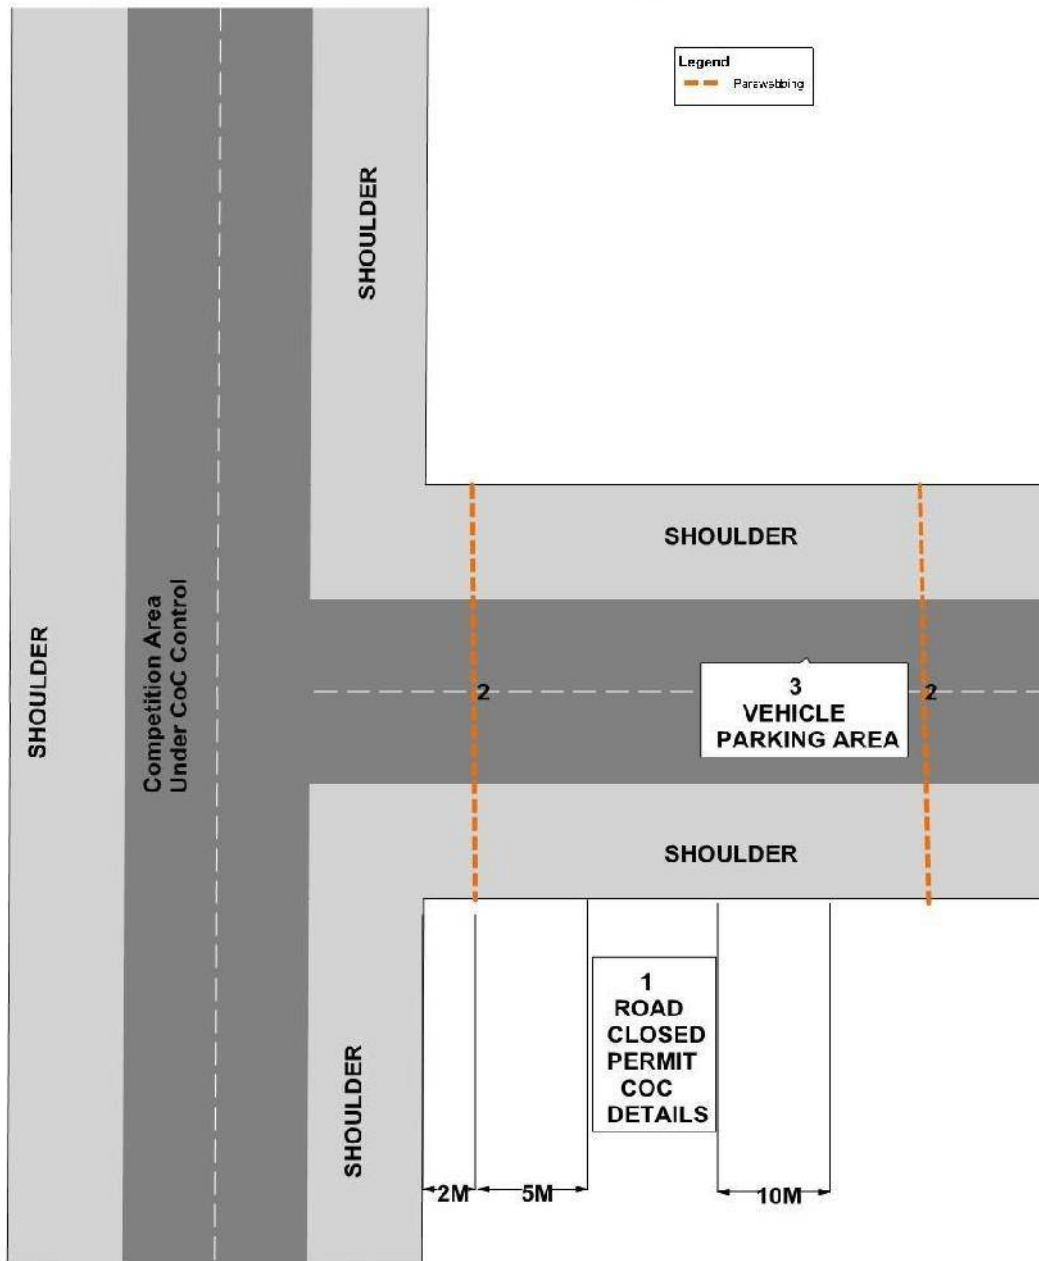 Legend
Parawebbing
SHOULDER
SHOULDER
SHOULDER
Competition Area
Under CoC Control
2
3
VEHICLE
PARKING AREA
2
SHOULDER
SHOULDER
1
ROAD
CLOSED
PERMIT
COC
DETAILS
2M
5M
10M